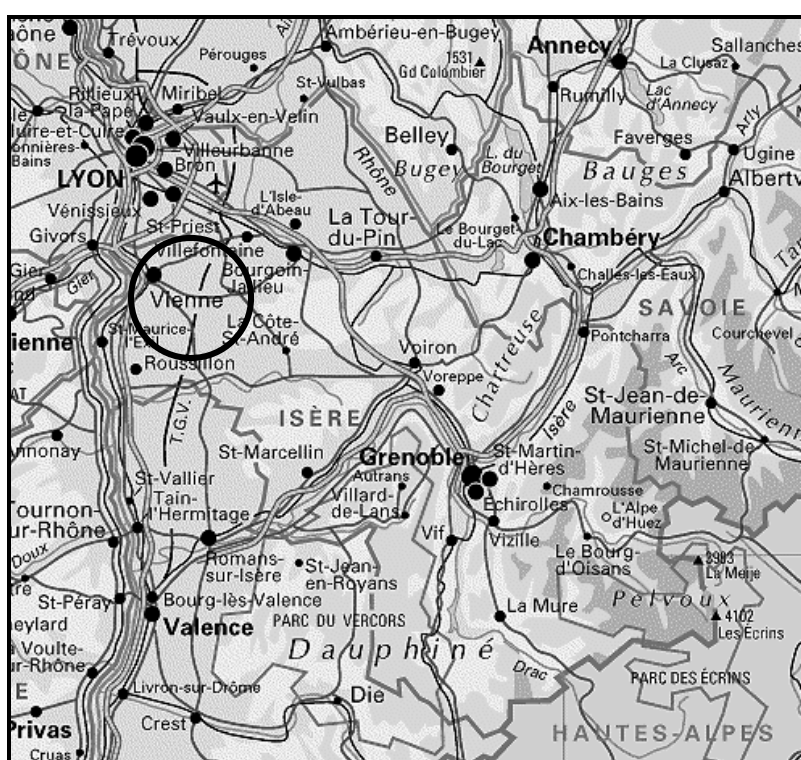 Trévoux
Ambérieu-en-Bugey
Annecy
Sallanches
La Clusaz
Pérouges
1531
Gd Colombier
St-Vulbas
Rumilly
Lac
d'Annecy
Rillieux-
la-Pape
Miribel
Vaulx-en-Velin
Arly
Faverges
Ugine
Belley
Bugey
L. du
Bourget
Bauges
Villeurbanne
Bron
LYON
Rhône
Albertv
Aix-les-Bains
Vénissieux
L'Isle-
d'Abeau
La Tour-
du-Pin
Le Bourget-
du-Lac
St-Priest
Givors
Villefontaine
Chambéry
Bourgoin-
Jallieu
Challes-les-Eaux
Gier
Vienne
SAVOIE
La Côte-
St-André
St-Maurice-
l'Exil
Pontcharra
Courchevel
Chartreuse
Voiron
Roussillon
Voreppe
Arc
Maurienn
T.G.V.
ISÈRE
St-Jean-de-
Maurienne
Isère
St-Marcellin
Grenoble
St-Martin-
d'Hères
St-Michel-de-
Maurienne
St-Vallier
Autrans
Tain-
l'Hermitage
Villard-
de-Lans
Echirolles
Chamrousse
L'Alpe
d'Huez
Tournon-
ur-Rhône
Vif
Vizille
Le Bourg-
d'Oisans
Doux
Romans-
sur-Isère
St-Jean-
en-Royans
3983
La Meije
Pelvoux
St-Péray
Bourg-lès-Valence
La Mure
4102
Les Écrins
Valence
PARC DU VERCORS
Dauphiné
a Voulte-
ur-Rhône
Drac
PARC DES ÉCRINS
Livron-sur-Drôme
Die
Privas
Crest
HAUTES-ALPES
Cruas